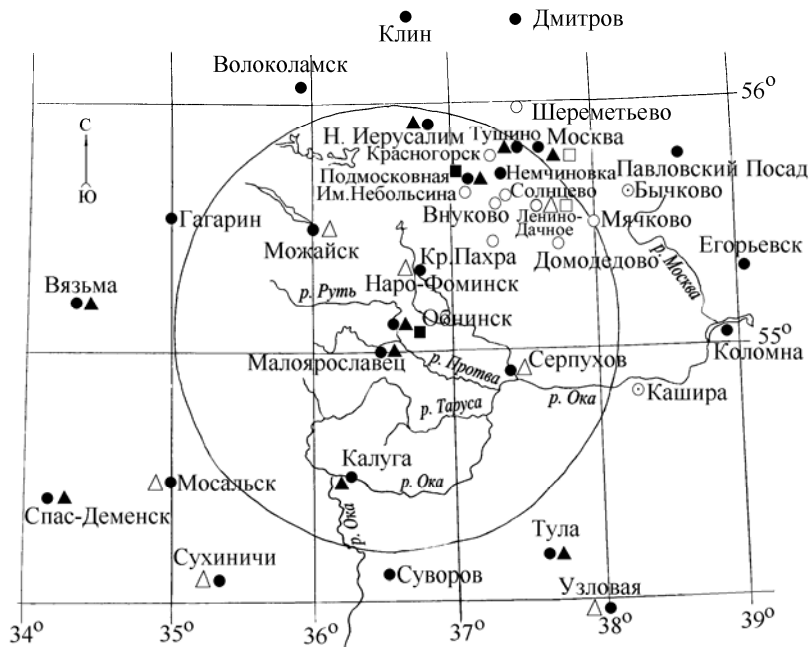 Дмитров
Клин
Волоколамск
56°
С
Ю
Шереметьево
Н. Иерусалим
Тушино
Москва
Красногорск
Подмосковная
Немчиновка
Павловский Посад
Им.Небольсина
Солнцево
Бычково
Внуково
Ленино-
Дачное
Мячково
Гагарин
Можайск
Домодедово
Егорьевск
Кр.Пахра
р. Москва
Вязьма
Наро-Фоминск
р. Руть
Обнинск
55°
Малоярославец
р. Протва
Серпухов
Коломна
р. Ока
Кашира
р. Таруса
Калуга
Мосальск
р. Ока
Спас-Деменск
р. Ока
Тула
Сухиничи
Суворов
Узловая
34°
35°
36°
37°
38°
39°